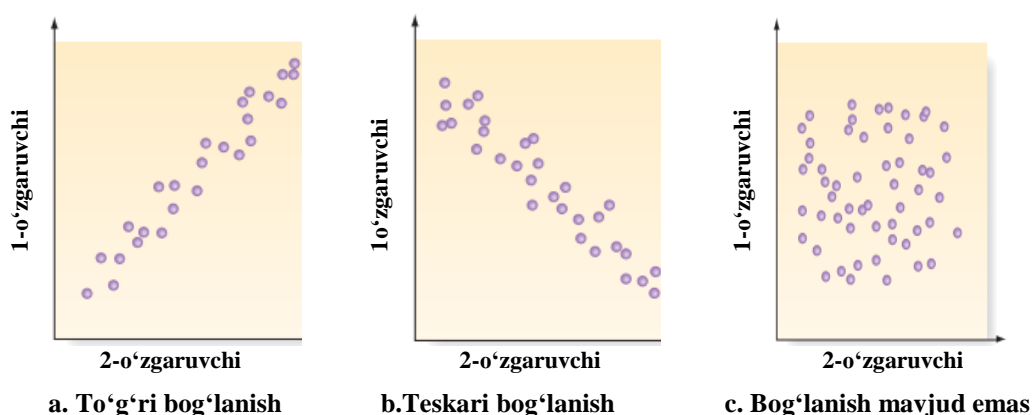 1-o‘zgaruvchi
2-o‘zgaruvchi
a. To‘g‘ri bog‘lanish
1o‘zgaruvchi
2-o‘zgaruvchi
b.Teskari bog‘lanish
1-o‘zgaruvchi
2-o‘zgaruvchi
c. Bog‘lanish mavjud emas